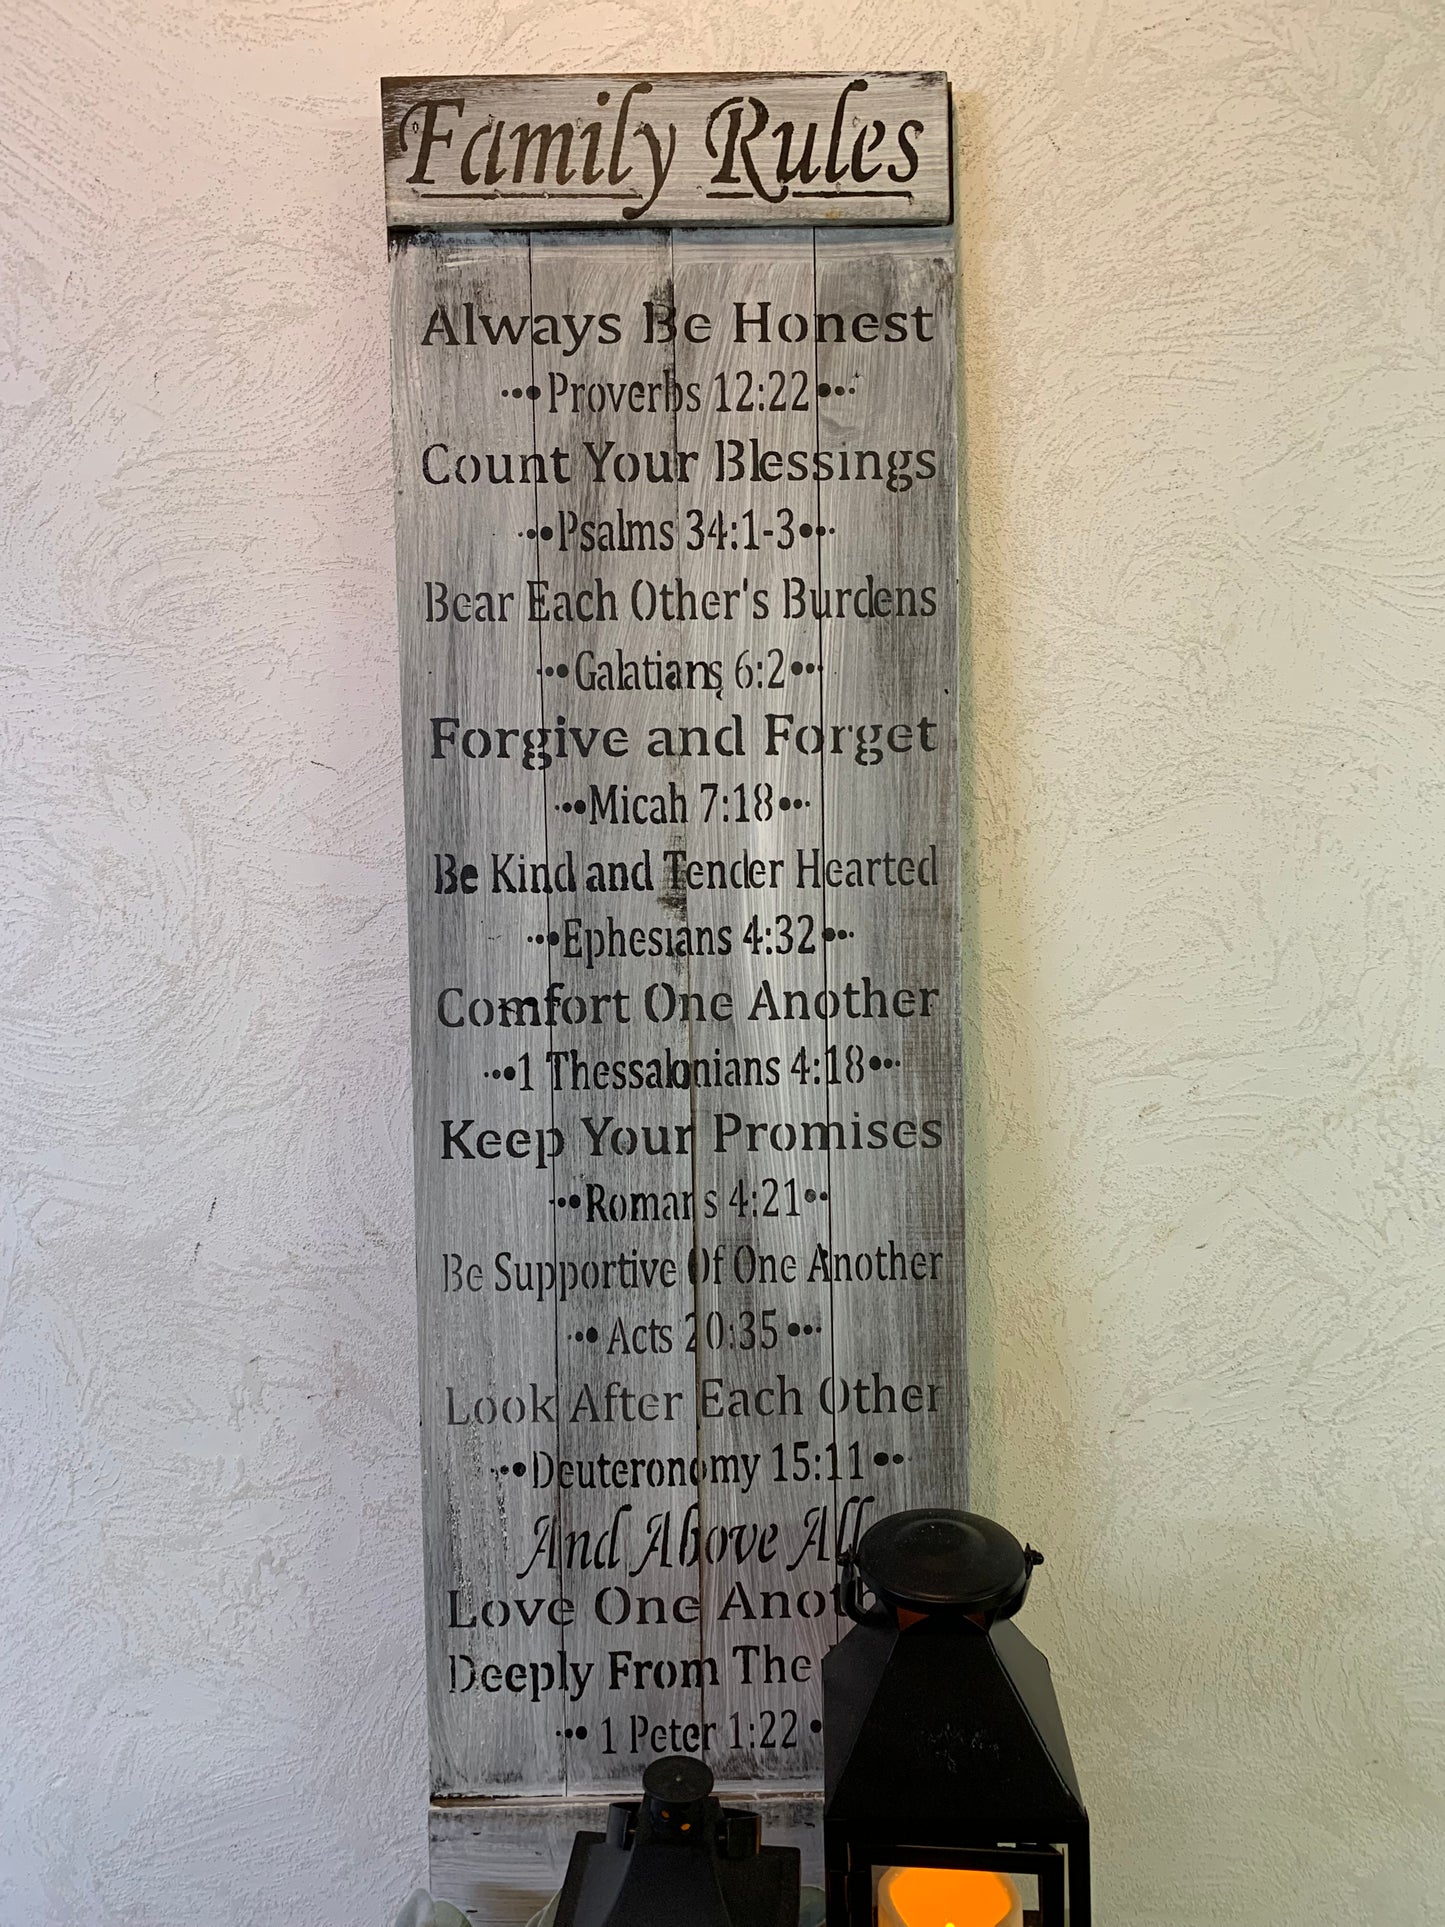 Family Rules
Always Be Honest
•••Proverbs 12:22•••
Count Your Blessings
•••Psalms 34:1-3•••
Bear Each Other's Burdens
•••Galatians 6:2•••
Forgive and Forget
•••Micah 7:18•••
Be Kind and Tender Hearted
•••Ephesians 4:32•••
Comfort One Another
•••1 Thessalonians 4:18•••
Keep Your Promises
•••Romans 4:21••
Be Supportive Of One Another
••• Acts 20:35 •••
Look After Each Other
•••Deuteronomy 15:11•••
And Above All
Love One Anoth
Deeply From The
••• 1 Peter 1:22 •